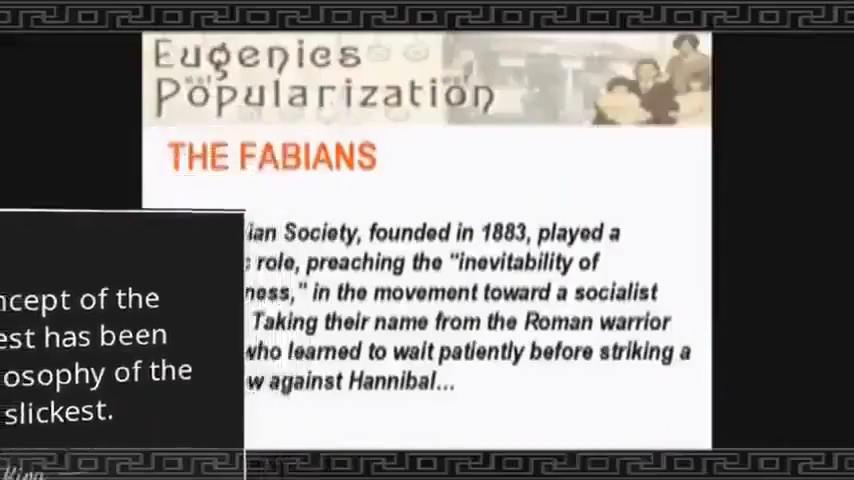 Eugenics
Popularization
THE FABIANS
ian Society, founded in 1883, played a
role, preaching the "inevitability of
ness," in the movement toward a socialist
Taking their name from the Roman warrior
who learned to wait patiently before striking a
w against Hannibal...
ncept of the
est has been
osophy of the
slickest.